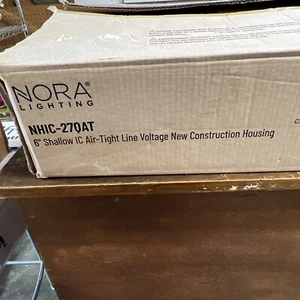 NORA®
LIGHTING
NHIC-27QAT
6" Shallow IC Air-Tight Line Voltage New Construction Housing